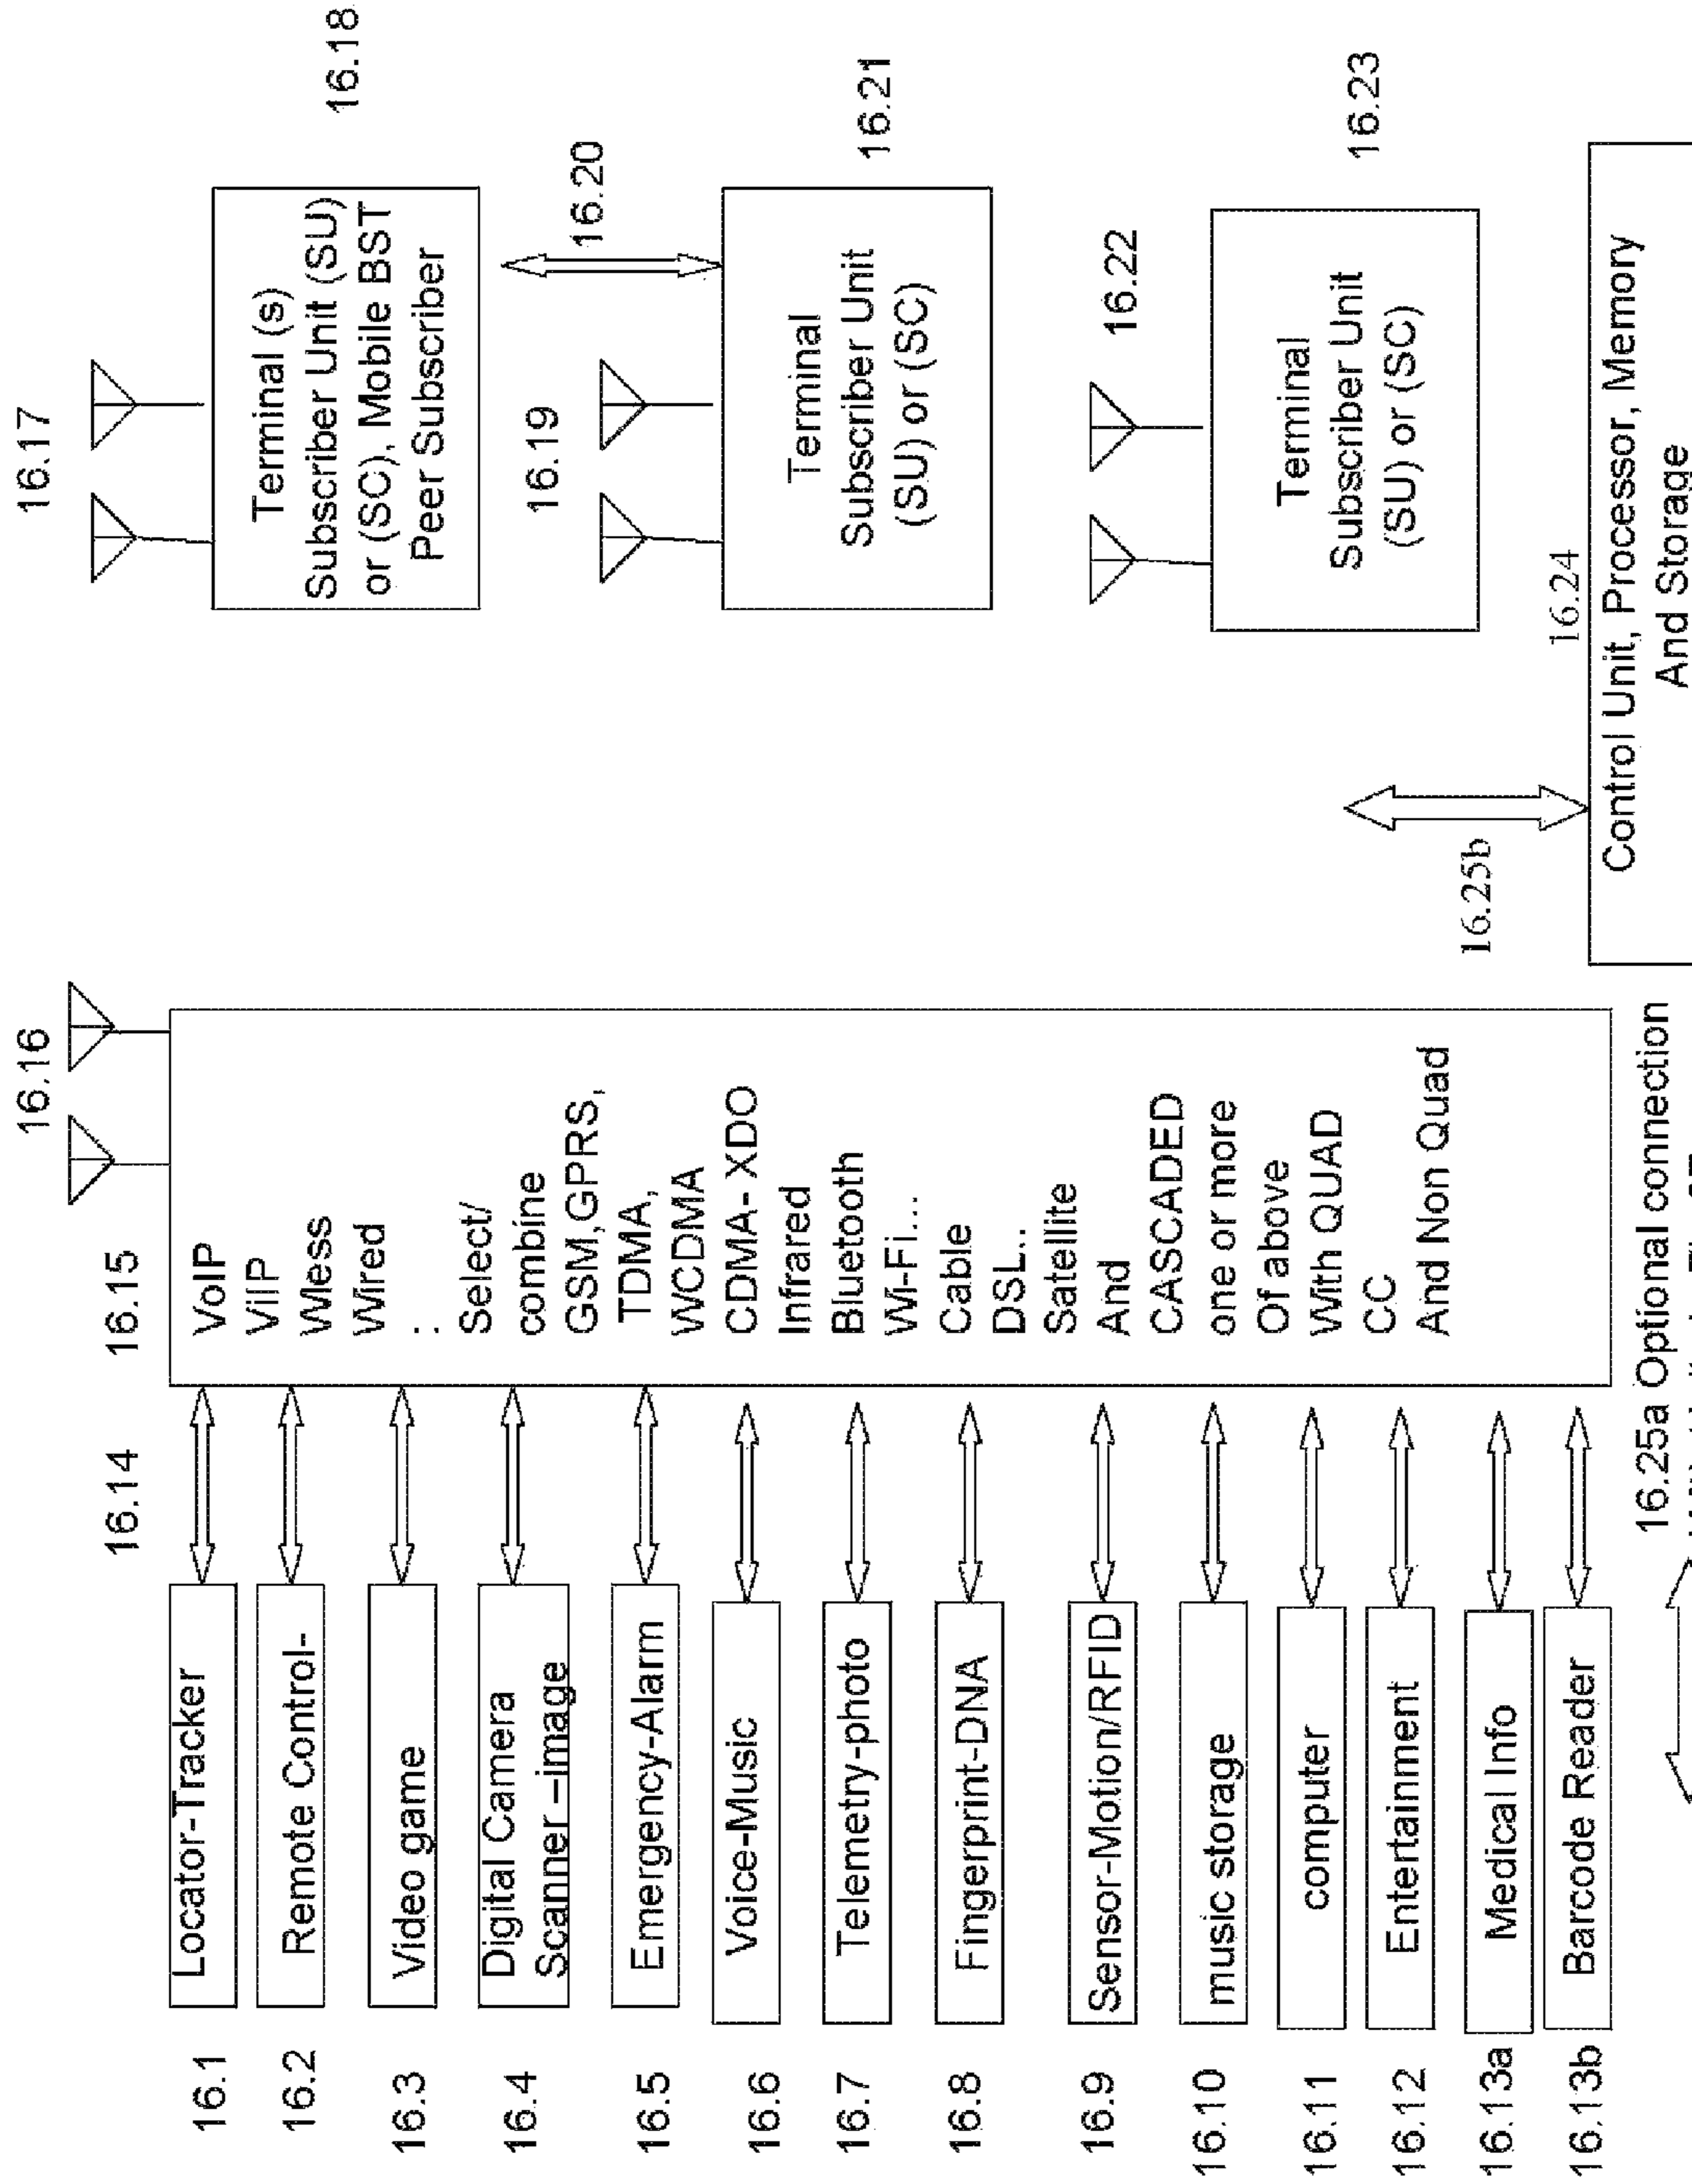 16.1
Locator-Tracker
16.2
Remote Control-
16.3
Video game
16.4
Digital Camera
Scanner –image
16.5
Emergency-Alarm
16.6
Voice-Music
16.7
Telemetry-photo
16.8
Fingerprint-DNA
16.9
Sensor-Motion/RFID
16.10
music storage
16.11
computer
16.12
Entertainment
16.13a
Medical Info
16.13b
Barcode Reader
16.14
16.15
16.16
VoIP
ViIP
Wless
Wired
:
Select/
combine
GSM,GPRS,
TDMA,
WCDMA
CDMA- XDO
Infrared
Bluetooth
Wi-Fi...
Cable
DSL..
Satellite
And
CASCADED
one or more
Of above
With QUAD
CC
And Non Quad
16.25a Optional connection
16.17
Terminal (s)
Subscriber Unit (SU)
or (SC), Mobile BST
Peer Subscriber
16.18
16.19
16.20
Terminal
Subscriber Unit
(SU) or (SC)
16.21
16.22
Terminal
Subscriber Unit
(SU) or (SC)
16.23
16.25b
16.24
Control Unit, Processor, Memory
And Storage